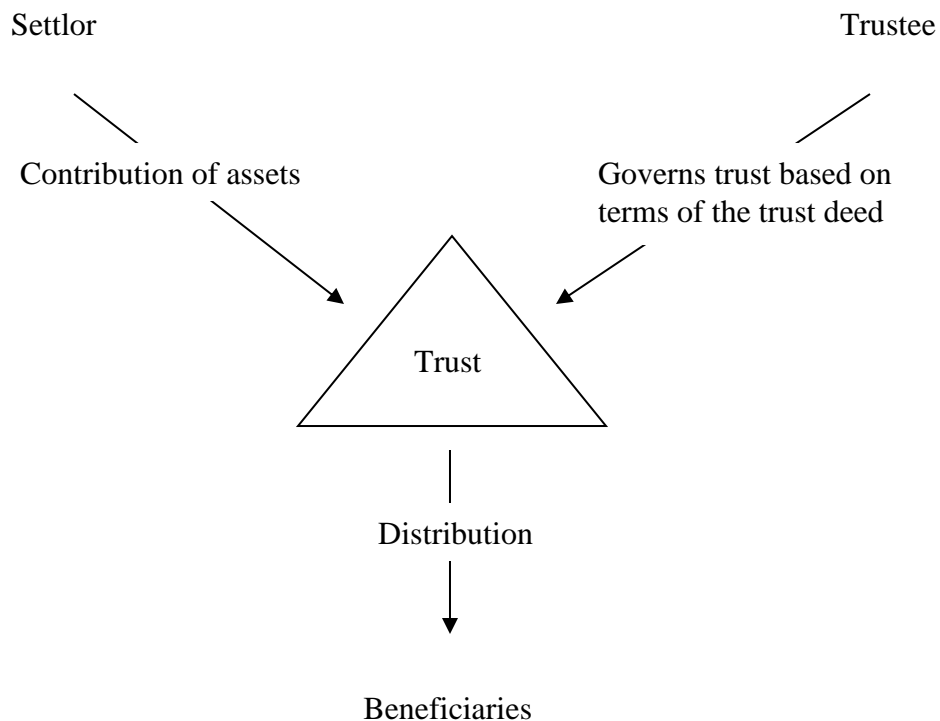 Settlor
Trustee
Contribution of assets
Governs trust based on
terms of the trust deed
Trust
Distribution
Beneficiaries